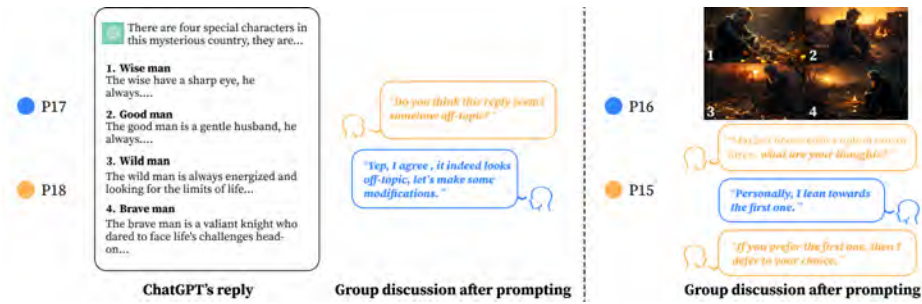 There are four special characters in
this mysterious country, they are...
1. Wise man
The wise have a sharp eye, he
always....
2. Good man
The good man is a gentle husband, he
always....
3. Wild man
The wild man is always energized and
looking for the limits of life...
4. Brave man
The brave man is a valiant knight who
dared to face life's challenges head-
on...
P17
P18
ChatGPT's reply
"Do you think this reply seems
somehow off-topic?"
"Yep, I agree , it indeed looks
off-topic, let's make some
modifications. "
Group discussion after prompting
1
2
3
4
P16
P15
what are your thoughts? "
"Personally, I lean towards
the first one. "
"If you prefer the first one, then I
defer to your choice. "
Group discussion after prompting